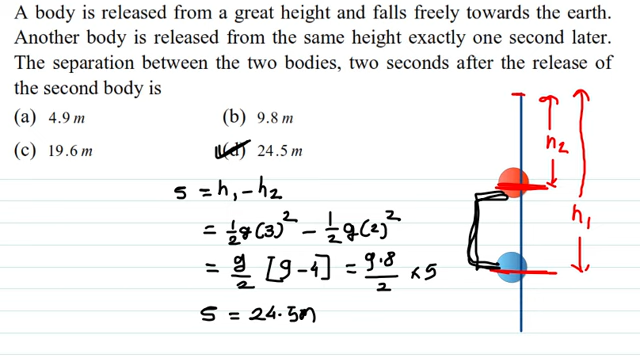 A body is released from a great height and falls freely towards the earth.
Another body is released from the same height exactly one second later.
The separation between the two bodies, two seconds after the release of
the second body is
(a) 4.9 m (b) 9.8 m
(c) 19.6 m (d) 24.5 m
s = h₁ – h₂
= ½g(3)² – ½g(2)²
= g/2 [9–4] = 9.8/2 × 5
s = 24.5m
h₂
h₁